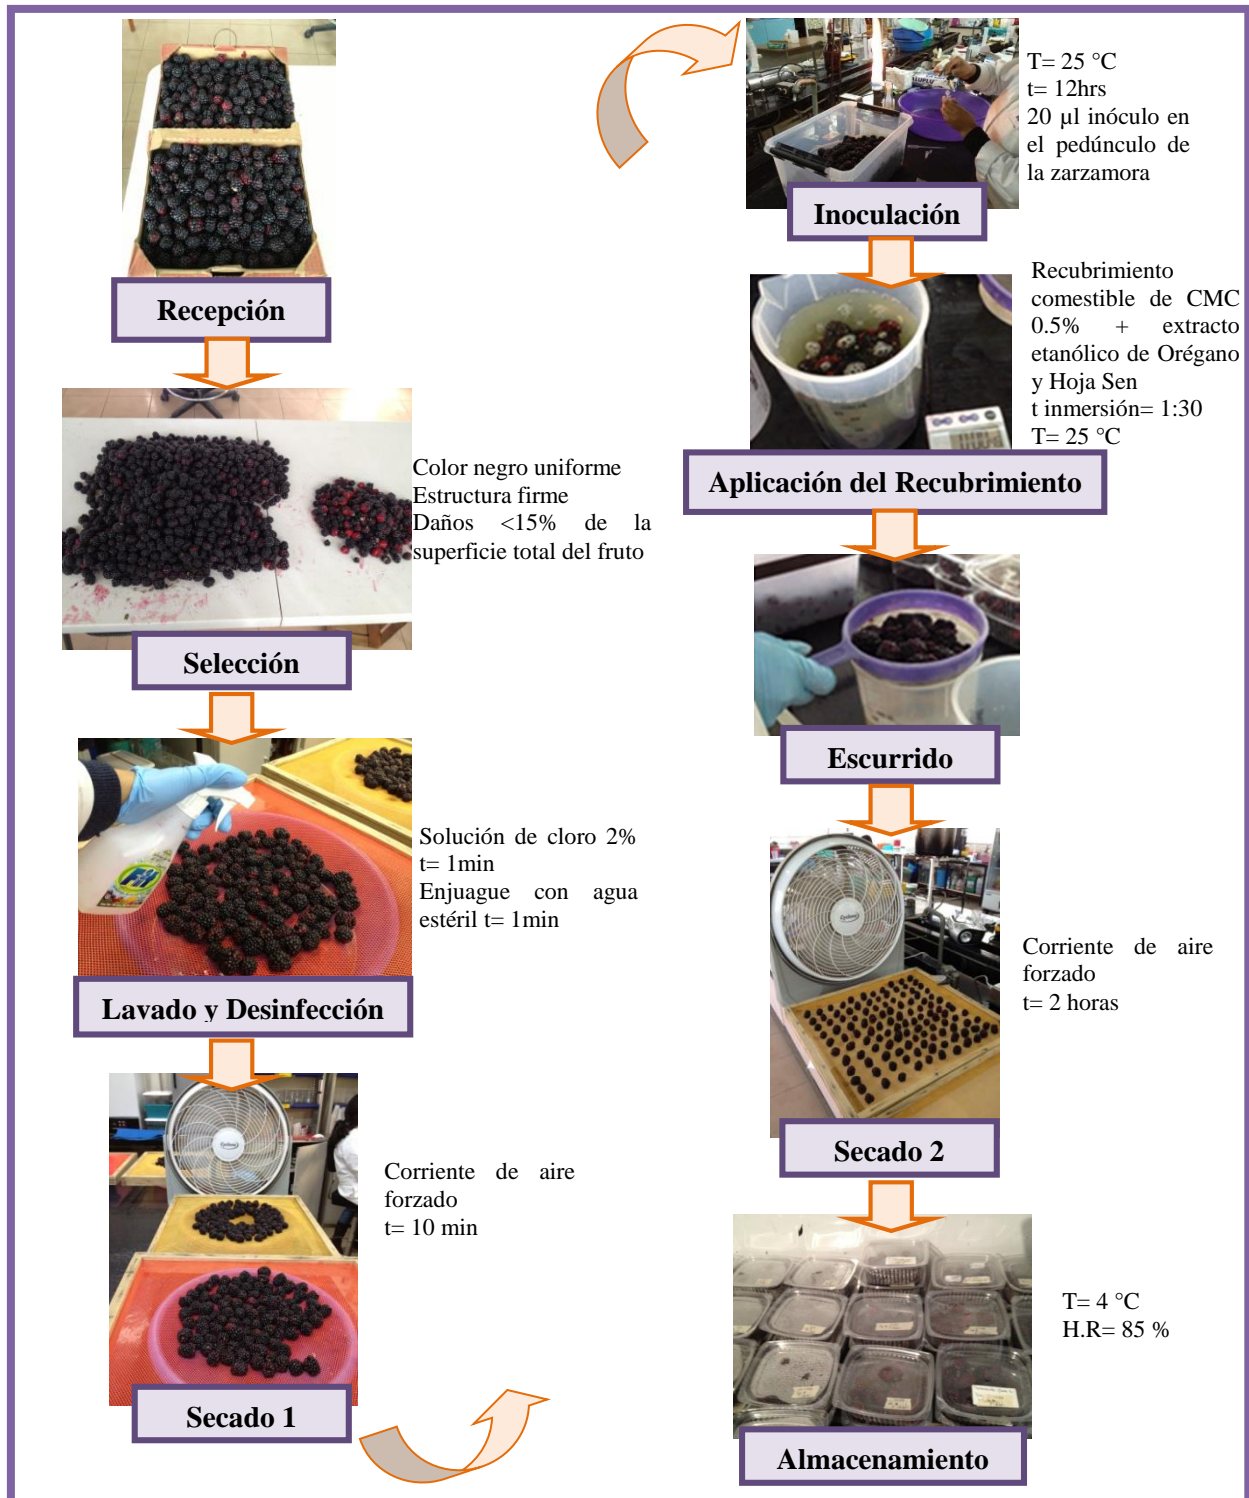 Recepción
Color negro uniforme
Estructura firme
Daños <15% de la
superficie total del fruto
Selección
Solución de cloro 2%
t= 1min
Enjuague con agua
estéril t= 1min
Lavado y Desinfección
Corriente de aire
forzado
t= 10 min
Secado 1
T= 25 °C
t= 12hrs
20 µl inóculo en
el pedúnculo de
la zarzamora
Inoculación
Recubrimiento
comestible de CMC
0.5% + extracto
etanólico de Orégano
y Hoja Sen
t inmersión= 1:30
T= 25 °C
Aplicación del Recubrimiento
Escurrido
Corriente de aire
forzado
t= 2 horas
Secado 2
T= 4 °C
H.R= 85 %
Almacenamiento